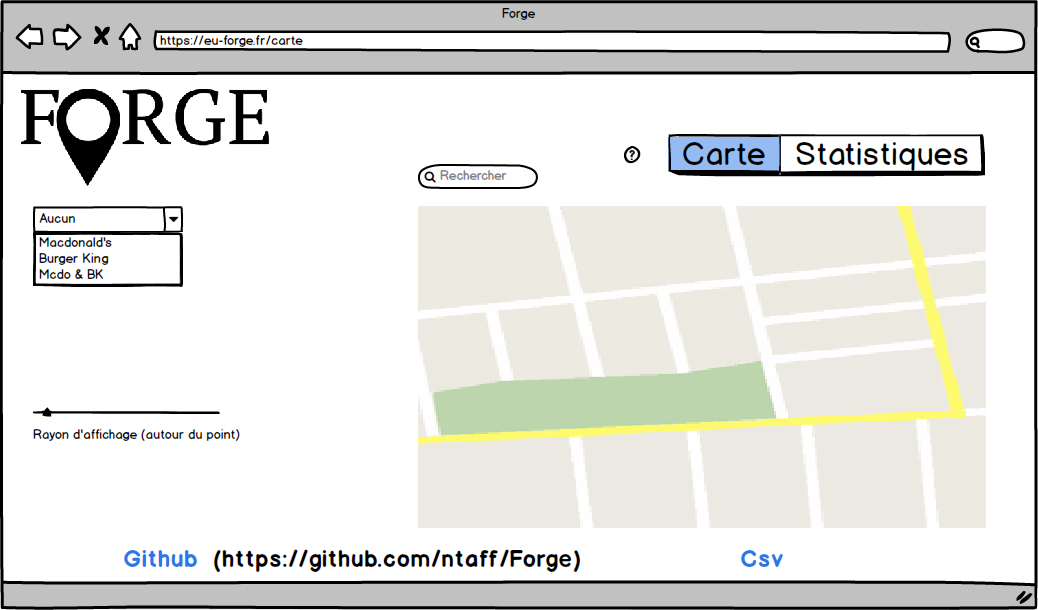 Forge
https://eu-forge.fr/carte
FORGE
?
Carte Statistiques
Rechercher
Aucun
Macdonald's
Burger King
Mcdo & BK
Rayon d'affichage (autour du point)
Github (https://github.com/ntaff/Forge) Csv